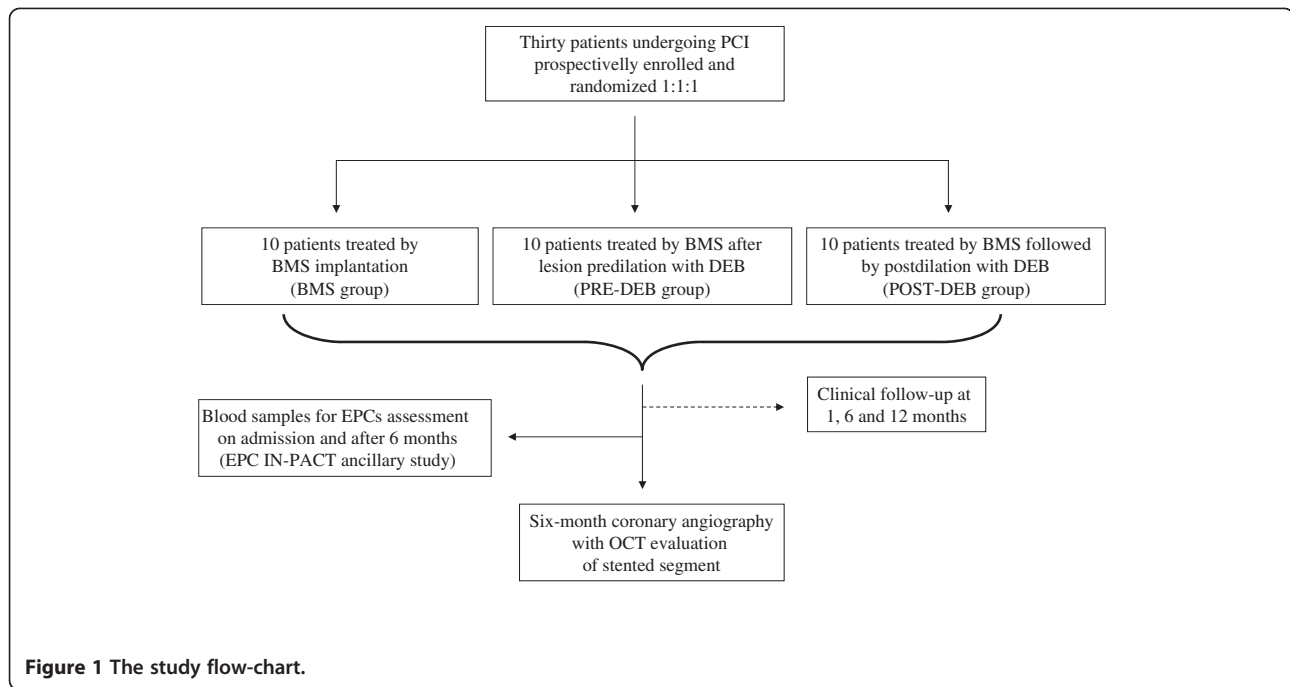 Thirty patients undergoing PCI
prospectivelly enrolled and
randomized 1:1:1
10 patients treated by
BMS implantation
(BMS group)
10 patients treated by BMS after
lesion predilation with DEB
(PRE-DEB group)
10 patients treated by BMS followed
by postdilation with DEB
(POST-DEB group)
Clinical follow-up at
1, 6 and 12 months
Blood samples for EPCs assessment
on admission and after 6 months
(EPC IN-PACT ancillary study)
Six-month coronary angiography
with OCT evaluation
of stented segment
Figure 1 The study flow-chart.